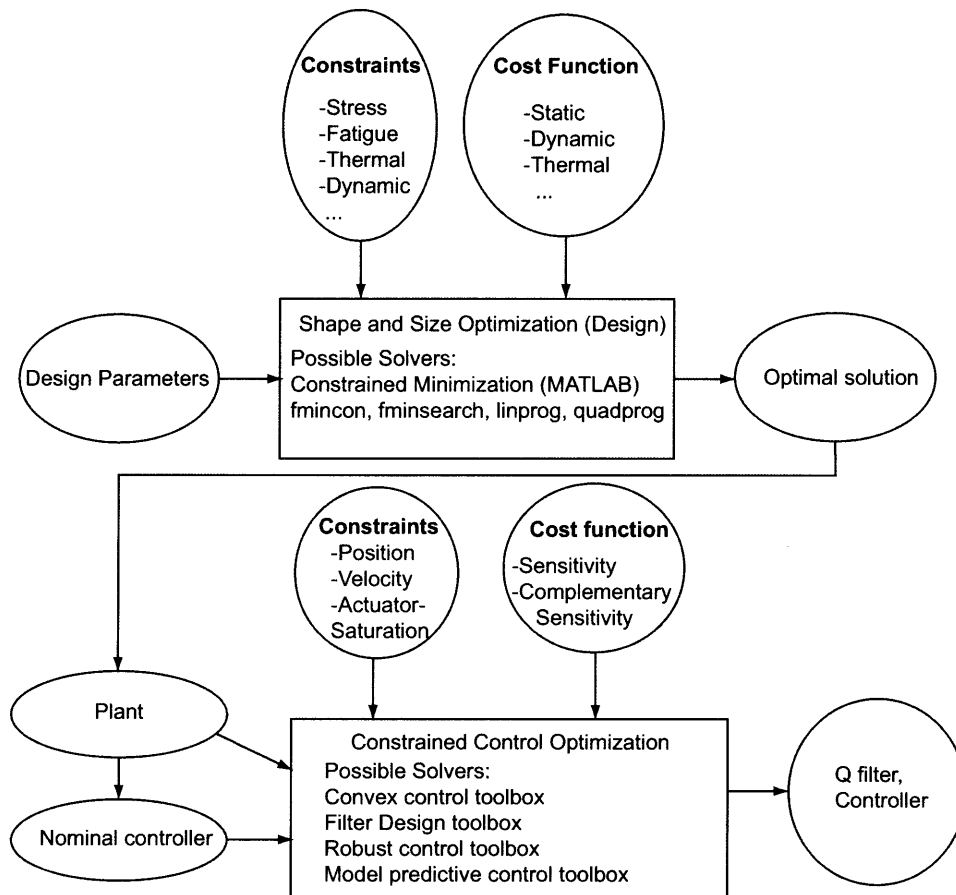 Constraints
-Stress
-Fatigue
-Thermal
-Dynamic
...
Cost Function
-Static
-Dynamic
-Thermal
...
Design Parameters
Shape and Size Optimization (Design)
Possible Solvers:
Constrained Minimization (MATLAB)
fmincon, fminsearch, linprog, quadprog
Optimal solution
Constraints
-Position
-Velocity
-Actuator-
Saturation
Cost function
-Sensitivity
-Complementary
Sensitivity
Plant
Nominal controller
Constrained Control Optimization
Possible Solvers:
Convex control toolbox
Filter Design toolbox
Robust control toolbox
Model predictive control toolbox
Q filter,
Controller